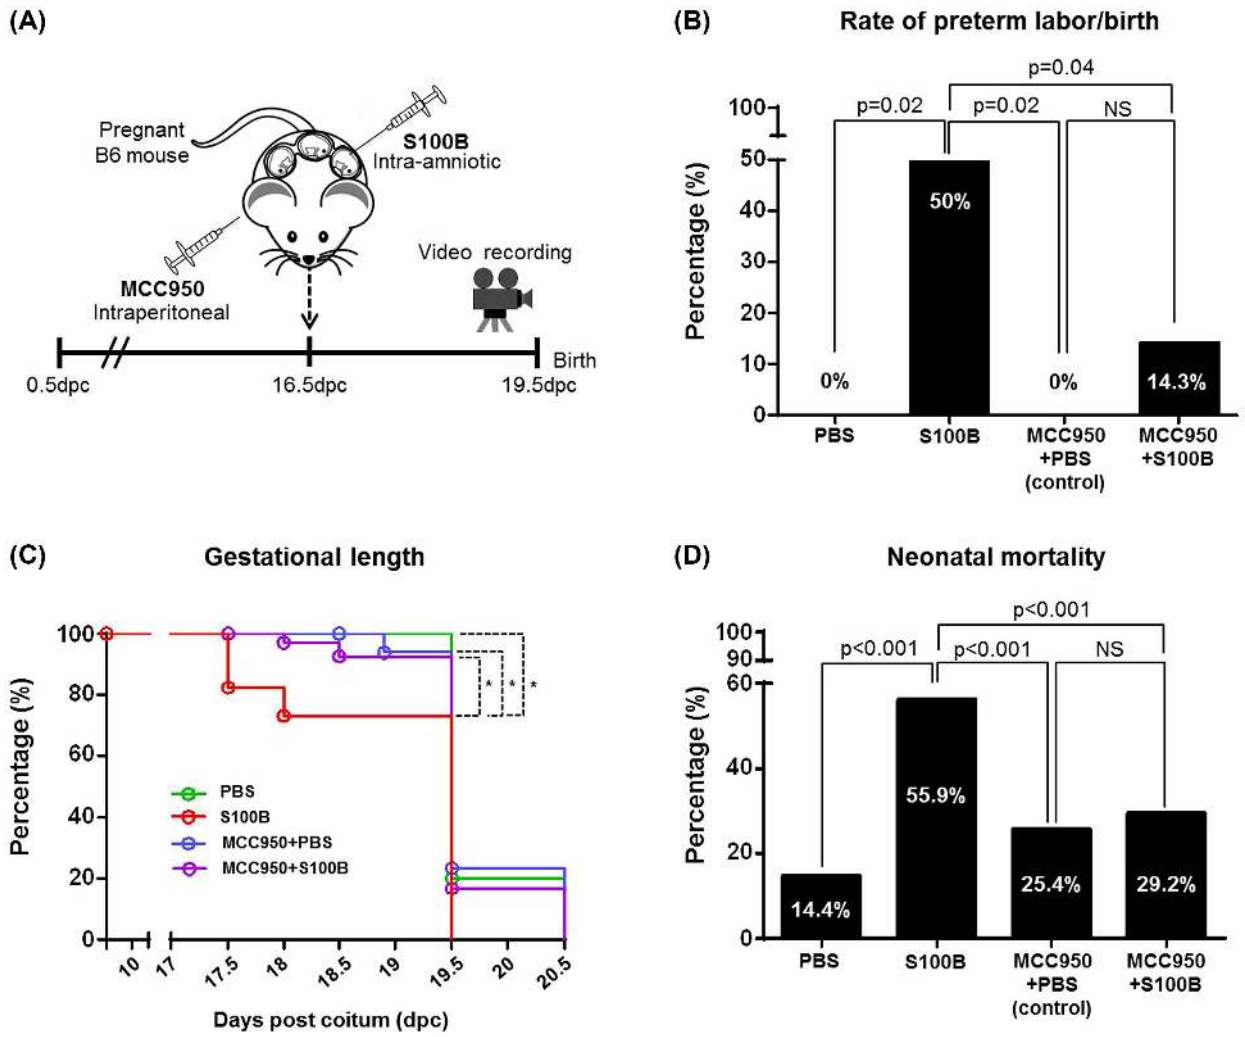 (A)
Pregnant
B6 mouse
S100B
Intra-amniotic
MCC950
Intraperitoneal
Video recording
Birth
0.5dpc
16.5dpc
19.5dpc
(B)
Rate of preterm labor/birth
p=0.04
p=0.02
p=0.02
NS
Percentage (%)
100
50
40
30
20
10
0
0%
50%
0%
14.3%
PBS
S100B
MCC950
+PBS
(control)
MCC950
+S100B
(C)
Gestational length
Percentage (%)
100
80
60
40
20
0
* * *
PBS
S100B
MCC950+PBS
MCC950+S100B
10
17
17.5
18
18.5
19
19.5
20
20.5
Days post coitum (dpc)
(D)
Neonatal mortality
p<0.001
p<0.001
p<0.001
NS
Percentage (%)
100
90
60
40
20
0
14.4%
55.9%
25.4%
29.2%
PBS
S100B
MCC950
+PBS
(control)
MCC950
+S100B